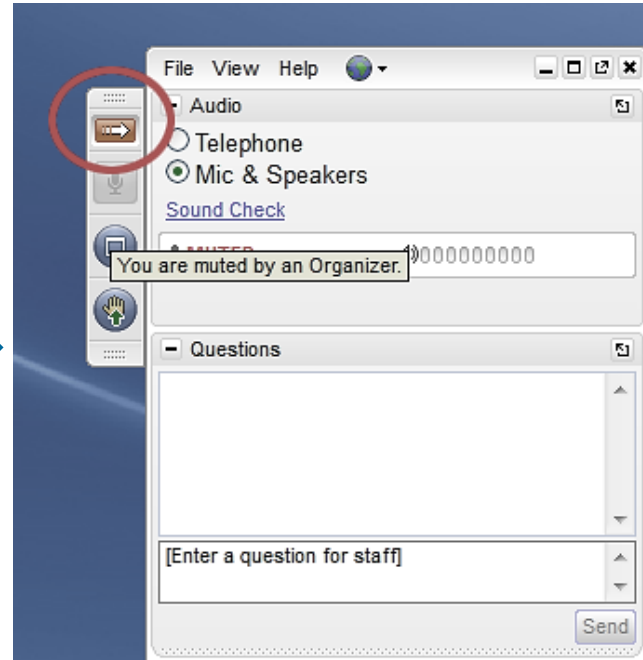 File View Help
Audio
Telephone
Mic & Speakers
Sound Check
MUTED
000000000
You are muted by an Organizer.
Questions
[Enter a question for staff]
Send